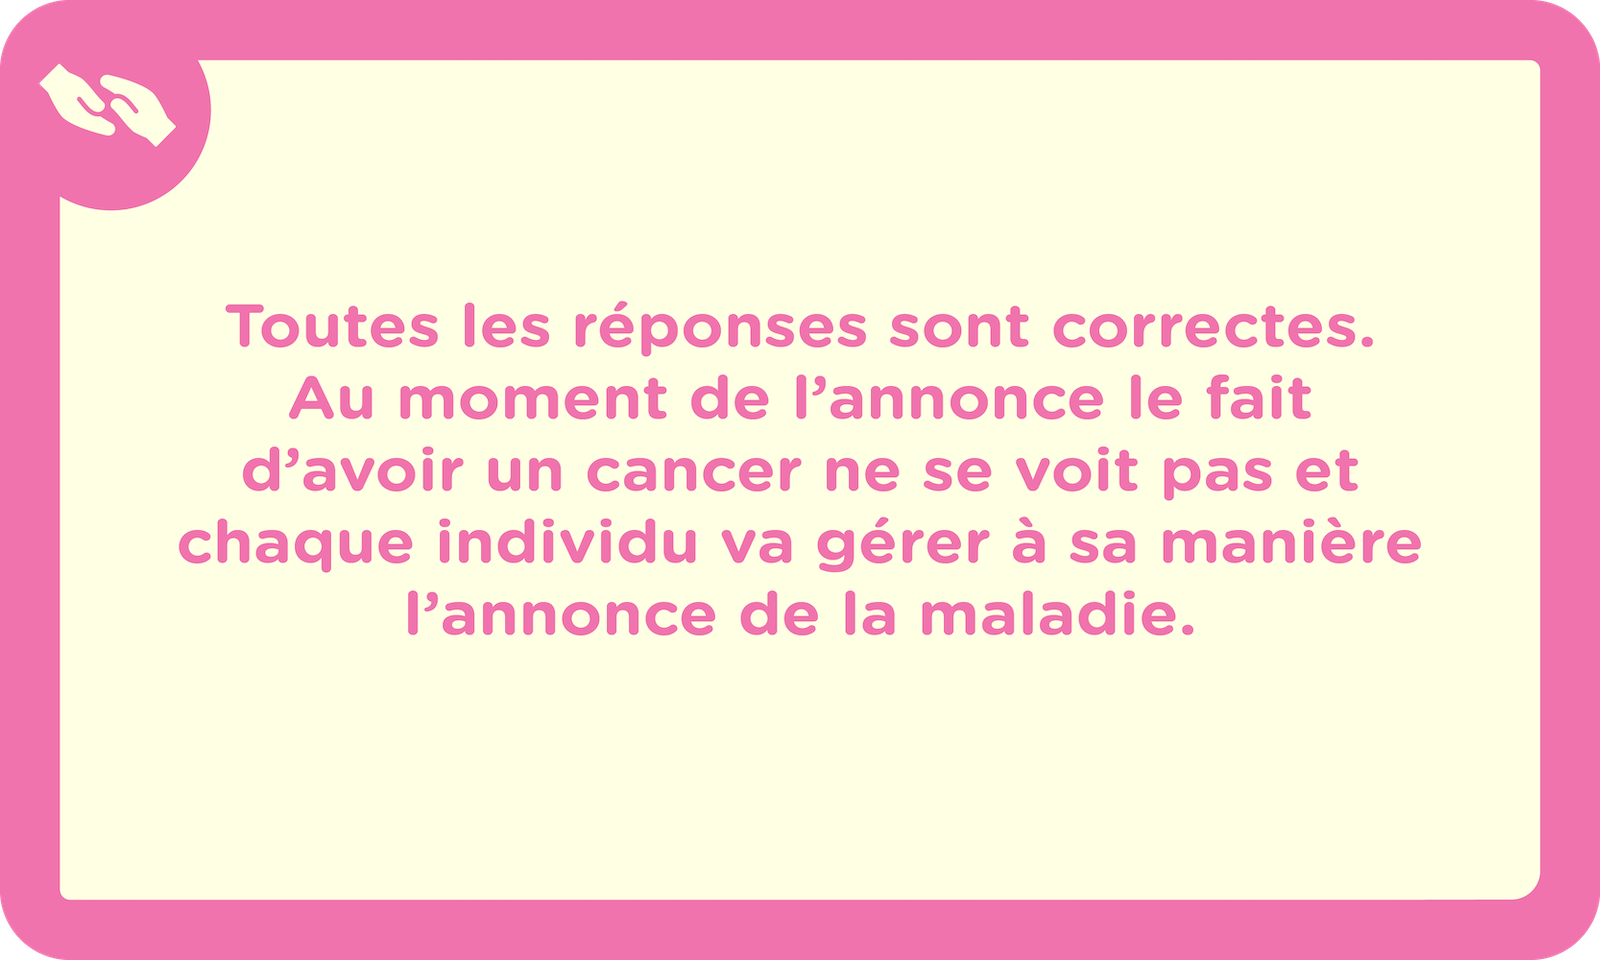 Toutes les réponses sont correctes.
Au moment de l’annonce le fait
d’avoir un cancer ne se voit pas et
chaque individu va gérer à sa manière
l’annonce de la maladie.